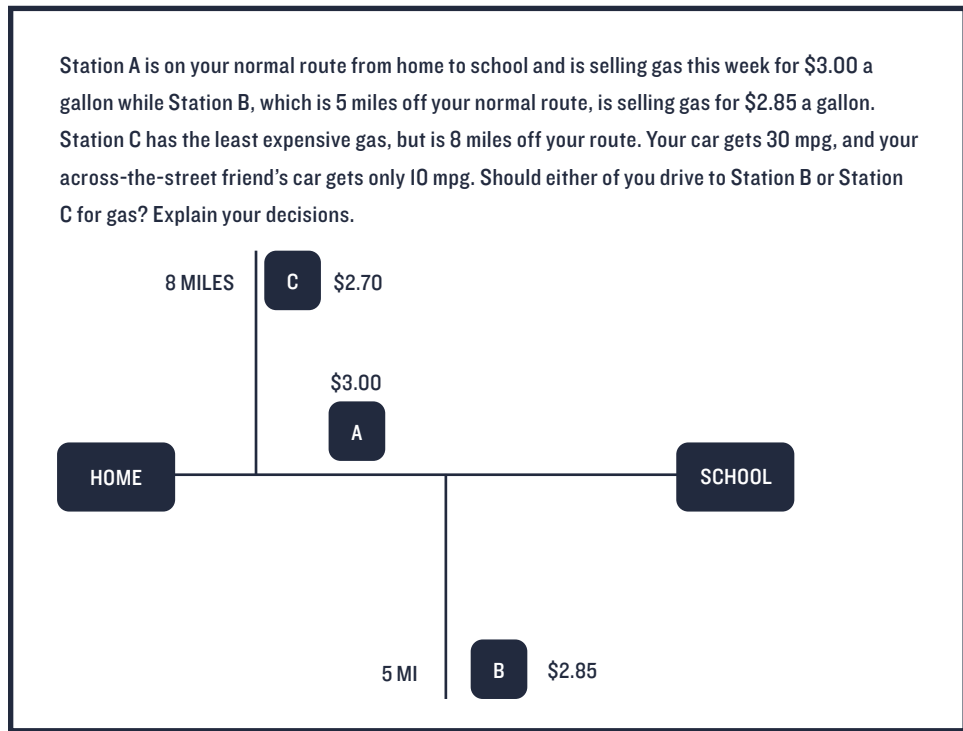 Station A is on your normal route from home to school and is selling gas this week for $3.00 a
gallon while Station B, which is 5 miles off your normal route, is selling gas for $2.85 a gallon.
Station C has the least expensive gas, but is 8 miles off your route. Your car gets 30 mpg, and your
across-the-street friend's car gets only 10 mpg. Should either of you drive to Station B or Station
C for gas? Explain your decisions.
8 MILES C $2.70
$3.00
A
HOME SCHOOL
5 MI B $2.85